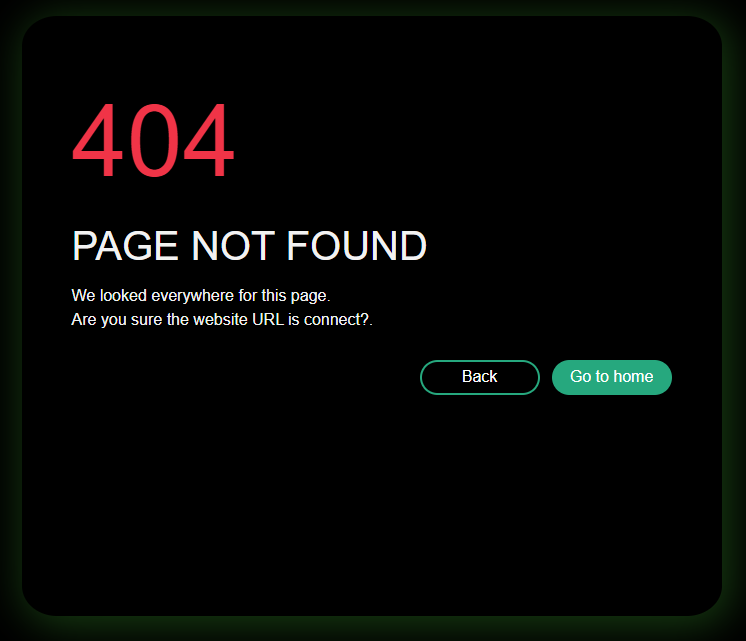 404
PAGE NOT FOUND
We looked everywhere for this page.
Are you sure the website URL is connect?.
Back
Go to home